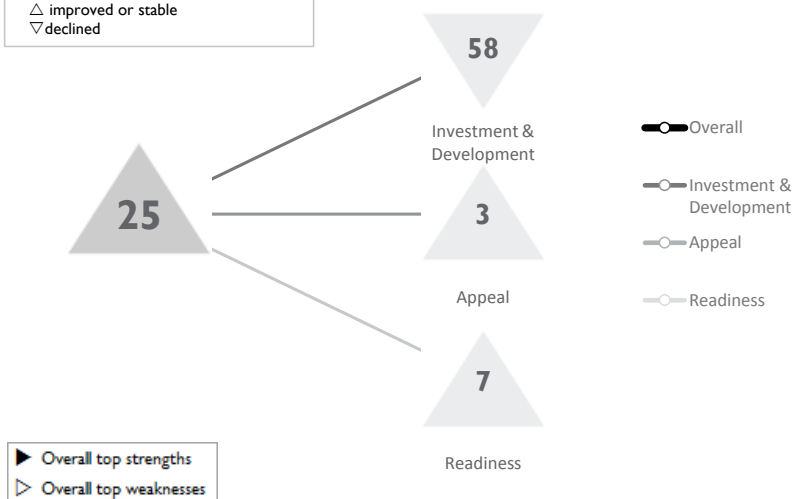 △ improved or stable
▽ declined
58
Investment &
Development
25
3
Appeal
7
Readiness
Overall
Investment &
Development
Appeal
Readiness
▶ Overall top strengths
▷ Overall top weaknesses